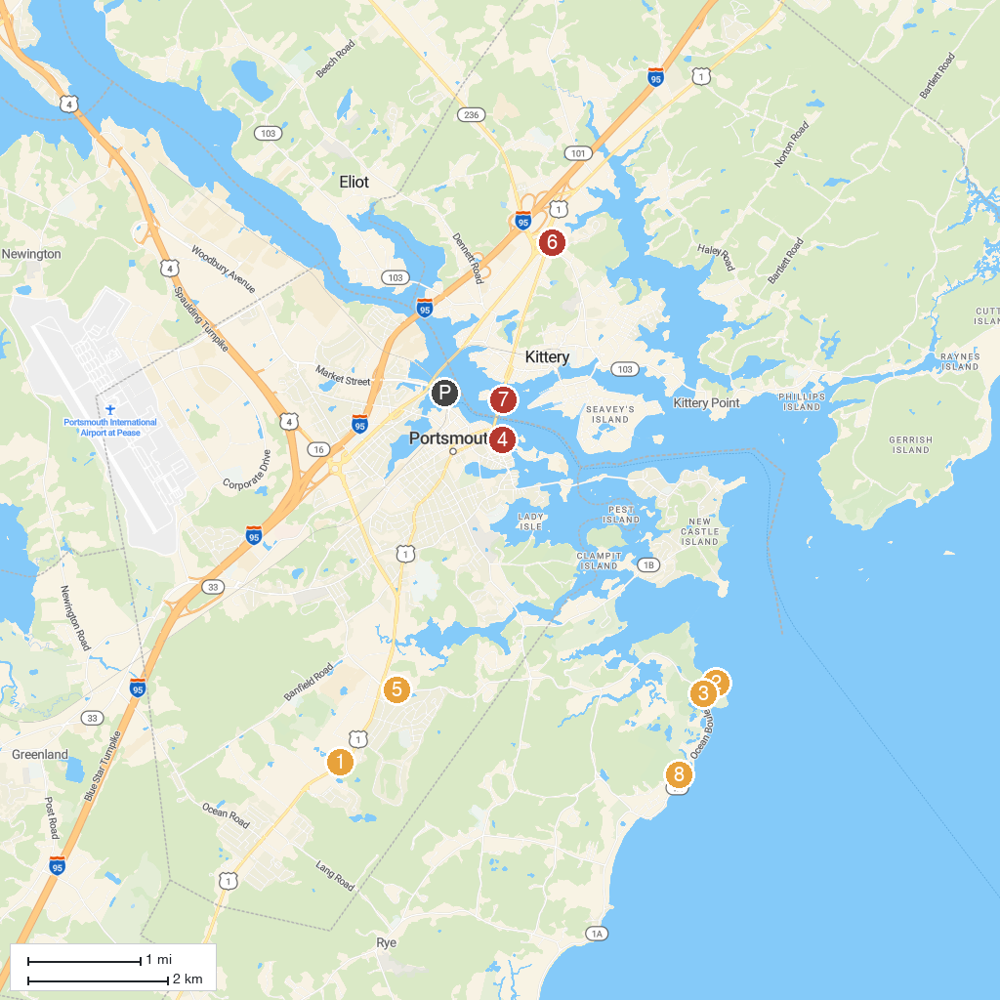 95
1
4
Beech Road
Bartlett Road
236
103
101
Norton Road
Eliot
1
95
6
Newington
Woodbury Avenue
Dennett Road
Haley Road
Bartlett Road
4
103
Spaulding Turnpike
95
CUTT
ISLAN
Kittery
RAYNES
ISLAND
103
Market Street
P
7
Kittery Point
PHILLIPS
ISLAND
SEAVEY'S
ISLAND
Portsmouth International
Airport at Pease
4
95
Portsmout
4
GERRISH
ISLAND
16
Corporate Drive
95
LADY
ISLE
PEST
ISLAND
NEW
CASTLE
ISLAND
1
CLAMPIT
ISLAND
1B
33
Newington Road
Banfield Road
95
5
2
3
33
Ocean Bou
1
Greenland
Blue Star Turnpike
1
8
Post Road
Ocean Road
Lang Road
95
1
Rye
1A
1 mi
2 km